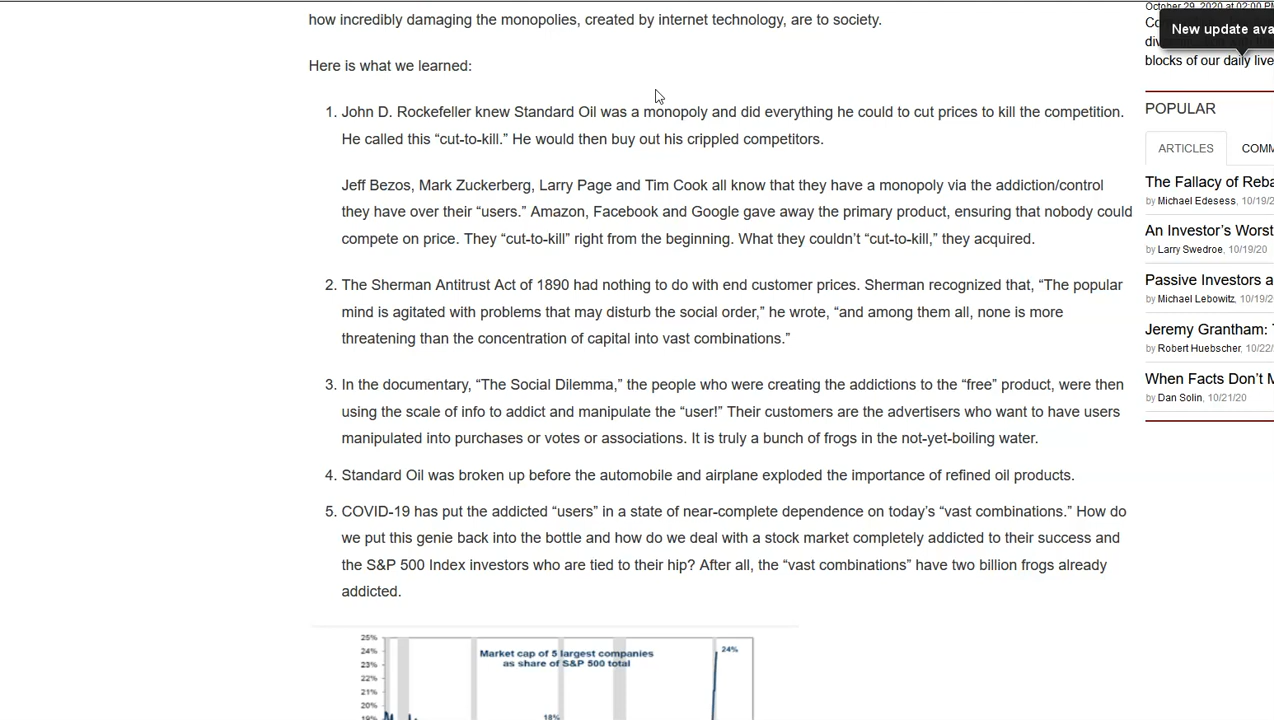 how incredibly damaging the monopolies, created by internet technology, are to society.
Here is what we learned:
1. John D. Rockefeller knew Standard Oil was a monopoly and did everything he could to cut prices to kill the competition.
He called this “cut-to-kill.” He would then buy out his crippled competitors.
Jeff Bezos, Mark Zuckerberg, Larry Page and Tim Cook all know that they have a monopoly via the addiction/control
they have over their “users.” Amazon, Facebook and Google gave away the primary product, ensuring that nobody could
compete on price. They “cut-to-kill” right from the beginning. What they couldn’t “cut-to-kill,” they acquired.
2. The Sherman Antitrust Act of 1890 had nothing to do with end customer prices. Sherman recognized that, “The popular
mind is agitated with problems that may disturb the social order,” he wrote, “and among them all, none is more
threatening than the concentration of capital into vast combinations.”
3. In the documentary, “The Social Dilemma,” the people who were creating the addictions to the “free” product, were then
using the scale of info to addict and manipulate the “user!” Their customers are the advertisers who want to have users
manipulated into purchases or votes or associations. It is truly a bunch of frogs in the not-yet-boiling water.
4. Standard Oil was broken up before the automobile and airplane exploded the importance of refined oil products.
5. COVID-19 has put the addicted “users” in a state of near-complete dependence on today’s “vast combinations.” How do
we put this genie back into the bottle and how do we deal with a stock market completely addicted to their success and
the S&P 500 Index investors who are tied to their hip? After all, the “vast combinations” have two billion frogs already
addicted.
25%
24%
23%
22%
21%
20%
19%
Market cap of 5 largest companies
as share of S&P 500 total
24%
18%
October 29, 2020 at 02:00 PM
New update ava
blocks of our daily live
POPULAR
ARTICLES COMM
The Fallacy of Reba
by Michael Edesess, 10/19/2
An Investor’s Worst
by Larry Swedroe, 10/19/20
Passive Investors a
by Michael Lebowitz, 10/19/2
Jeremy Grantham:
by Robert Huebscher, 10/22/
When Facts Don’t M
by Dan Solin, 10/21/20